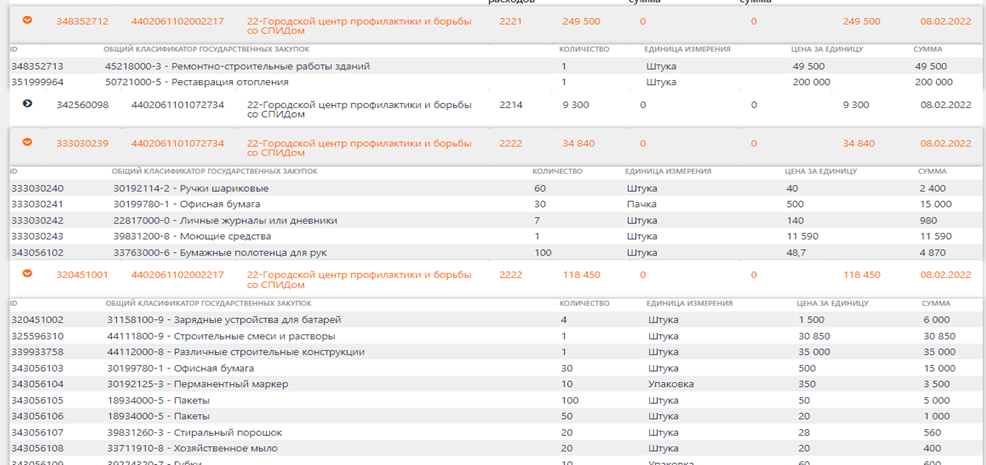 расходов сумма сумма
348352712 4402061102002217 22-Городской центр профилактики и борьбы со СПИДом 2221 249 500 0 0 249 500 08.02.2022
ID ОБЩИЙ КЛАСИФИКАТОР ГОСУДАРСТВЕННЫХ ЗАКУПОК КОЛИЧЕСТВО ЕДИНИЦА ИЗМЕРЕНИЯ ЦЕНА ЗА ЕДИНИЦУ СУММА
348352713 45218000-3 - Ремонтно-строительные работы зданий 1 Штука 49 500 49 500
351999964 50721000-5 - Реставрация отопления 1 Штука 200 000 200 000
342560098 4402061101072734 22-Городской центр профилактики и борьбы со СПИДом 2214 9 300 0 0 9 300 08.02.2022
333030239 4402061101072734 22-Городской центр профилактики и борьбы со СПИДом 2222 34 840 0 0 34 840 08.02.2022
ID ОБЩИЙ КЛАСИФИКАТОР ГОСУДАРСТВЕННЫХ ЗАКУПОК КОЛИЧЕСТВО ЕДИНИЦА ИЗМЕРЕНИЯ ЦЕНА ЗА ЕДИНИЦУ СУММА
333030240 30192114-2 - Ручки шариковые 60 Штука 40 2 400
333030241 30199780-1 - Офисная бумага 30 Пачка 500 15 000
333030242 22817000-0 - Личные журналы или дневники 7 Штука 140 980
333030243 39831200-8 - Моющие средства 1 Штука 11 590 11 590
343056102 33763000-6 - Бумажные полотенца для рук 100 Штука 48,7 4 870
320451001 4402061102002217 22-Городской центр профилактики и борьбы со СПИДом 2222 118 450 0 0 118 450 08.02.2022
ID ОБЩИЙ КЛАСИФИКАТОР ГОСУДАРСТВЕННЫХ ЗАКУПОК КОЛИЧЕСТВО ЕДИНИЦА ИЗМЕРЕНИЯ ЦЕНА ЗА ЕДИНИЦУ СУММА
320451002 31158100-9 - Зарядные устройства для батарей 4 Штука 1 500 6 000
325596310 44111800-9 - Строительные смеси и растворы 1 Штука 30 850 30 850
339933758 44112000-8 - Различные строительные конструкции 1 Штука 35 000 35 000
343056103 30199780-1 - Офисная бумага 30 Штука 500 15 000
343056104 30192125-3 - Перманентный маркер 10 Упаковка 350 3 500
343056105 18934000-5 - Пакеты 100 Штука 50 5 000
343056106 18934000-5 - Пакеты 50 Штука 20 1 000
343056107 39831260-3 - Стиральный порошок 20 Штука 28 560
343056108 33711910-8 - Хозяйственное мыло 20 Штука 20 400
343056109 39224320-7 - Губки 10 Упаковка 60 600